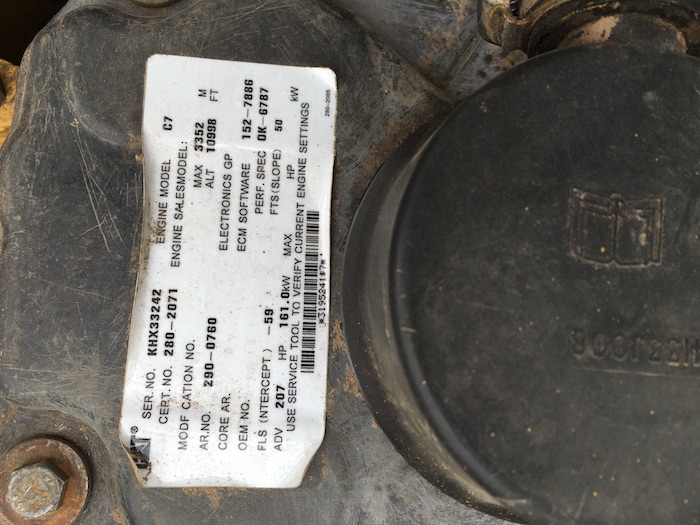 SER. NO. KHX33242 ENGINE MODEL C7
CERT. NO. 280-2071 ENGINE SALESMODEL:
MODF CATION NO. MAX 3352 M
AR.NO. 290-0760 ALT 10998 FT
CORE AR. ELECTRONICS GP
OEM NO. ECM SOFTWARE 152-7886
PERF. SPEC 0K-6787
FLS (INTERCEPT.) -59 FTS(SLOPE) 50
ADV 207 HP 161.0kW MAX HP kW
USE SERVICE TOOL TO VERIFY CURRENT ENGINE SETTINGS
280-2065